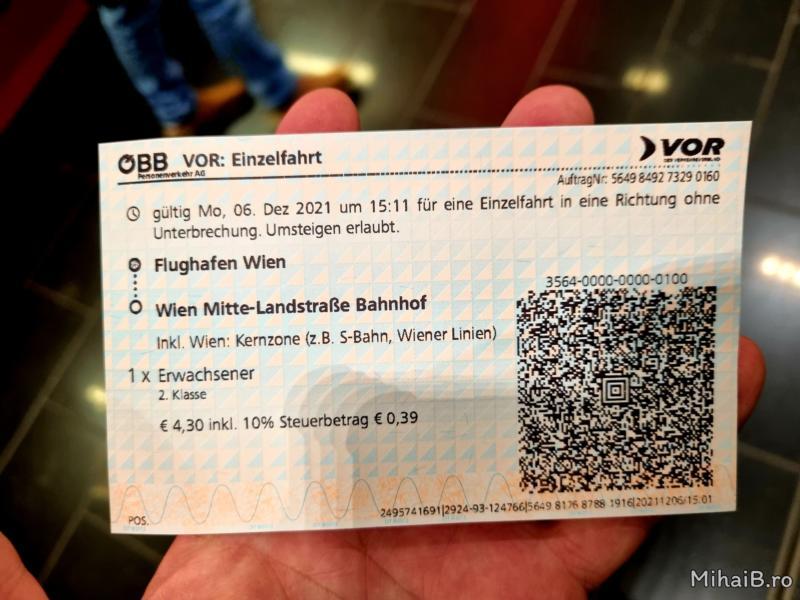 ÖBB VOR: Einzelfahrt
Personenverkehr AG
VOR
AuftragNr: 5649 8492 7329 0160
gültig Mo, 06. Dez 2021 um 15:11 für eine Einzelfahrt in eine Richtung ohne
Unterbrechung. Umsteigen erlaubt.
Flughafen Wien
Wien Mitte-Landstraße Bahnhof
Inkl. Wien: Kernzone (z.B. S-Bahn, Wiener Linien)
1 x Erwachsener
2. Klasse
€ 4,30 inkl. 10% Steuerbetrag € 0,39
3564-0000-0000-0100
POS.
2495741691|2924-93-124766|5649 8176 8788 1916|20211206/15:01
MihaiB.ro